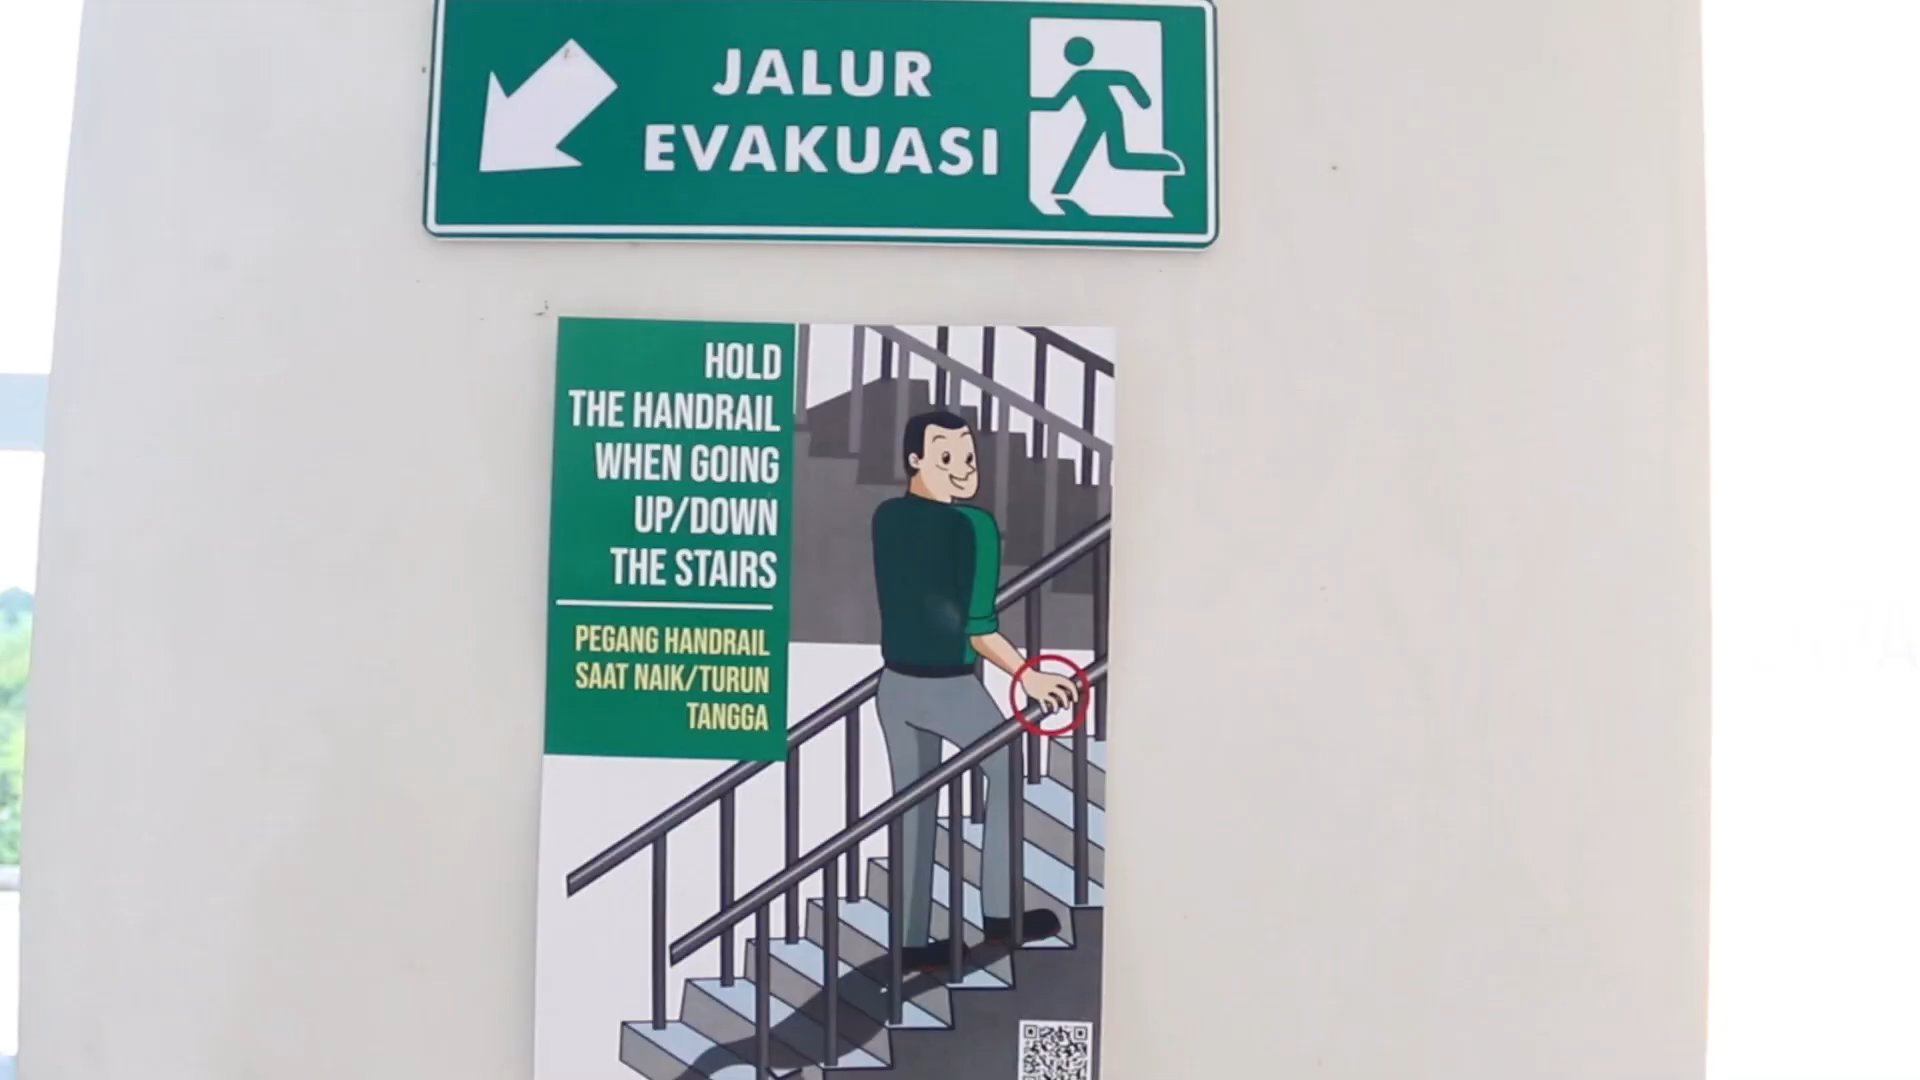 JALUR
EVAKUASI
HOLD
THE HANDRAIL
WHEN GOING
UP/DOWN
THE STAIRS
PEGANG HANDRAIL
SAAT NAIK/TURUN
TANGGA